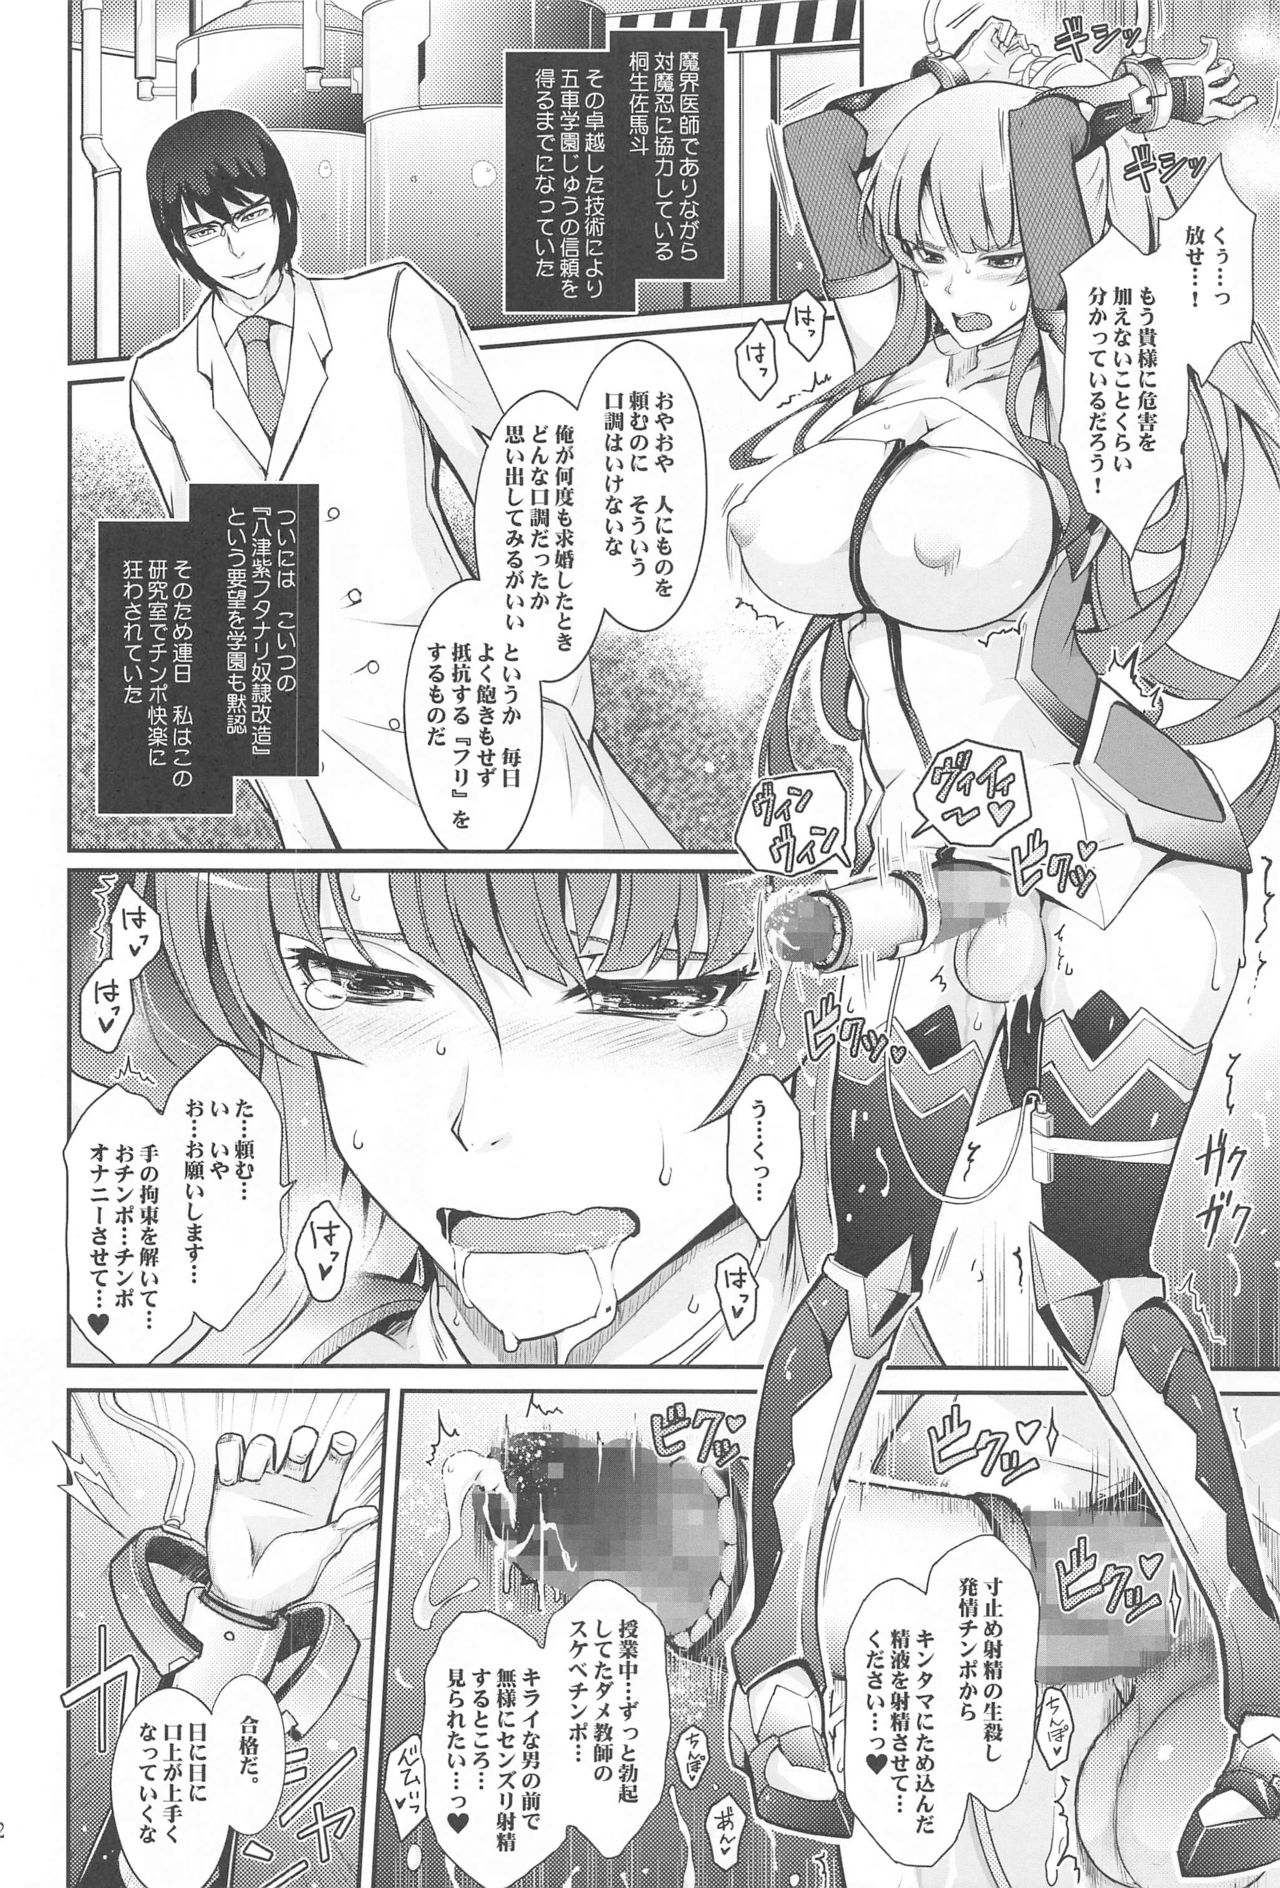 ギシッ
ギシッ
くぅ…っ
放せ…！
もう貴様に危害を
加えないことくらい
分かっているだろう！
魔界医師でありながら
対魔忍に協力している
桐生佐馬斗
その卓越した技術により
五車学園じゅうの信頼を
得るまでになっていた
はっ
はっ
おやおや　人にものを
頼むのに　そういう
口調はいけないな
俺が何度も求婚したとき
どんな口調だったか
思い出してみるがいい
というか　毎日
よく飽きもせず
抵抗する『フリ』を
するものだ
ついには　こいつの
『八津紫フタナリ奴隷改造』
という要望を学園も黙認
そのため連日　私はこの
研究室でチンポ快楽に
狂わされていた
ヴィィィ〜♥
ヴィン
ヴィン
ビクッ♥
ビクッ♥
ガク
ガク
う…くっ…
はっ♥
はっ♥
はっ♥
はっ♥
た…頼む…
い　いや
お…お願いします…
手の拘束を解いて…
おチンポ…チンポ
オナニーさせて…♥
ビクッ♥
ビクッ♥
寸止め射精の生殺し
発情チンポから
キンタマにため込んだ
精液を射精させて…
ください…っ♥
ちんぽ♥
ビクッ♥
授業中…ずっと勃起
してたダメ教師の
スケベチンポ…
キライな男の前で
無様にセンズリ射精
するところ…
見られたい…っ♥
ちんぽ♥
あん♥
合格だ。
日に日に
口上が上手く
なっていくな
2